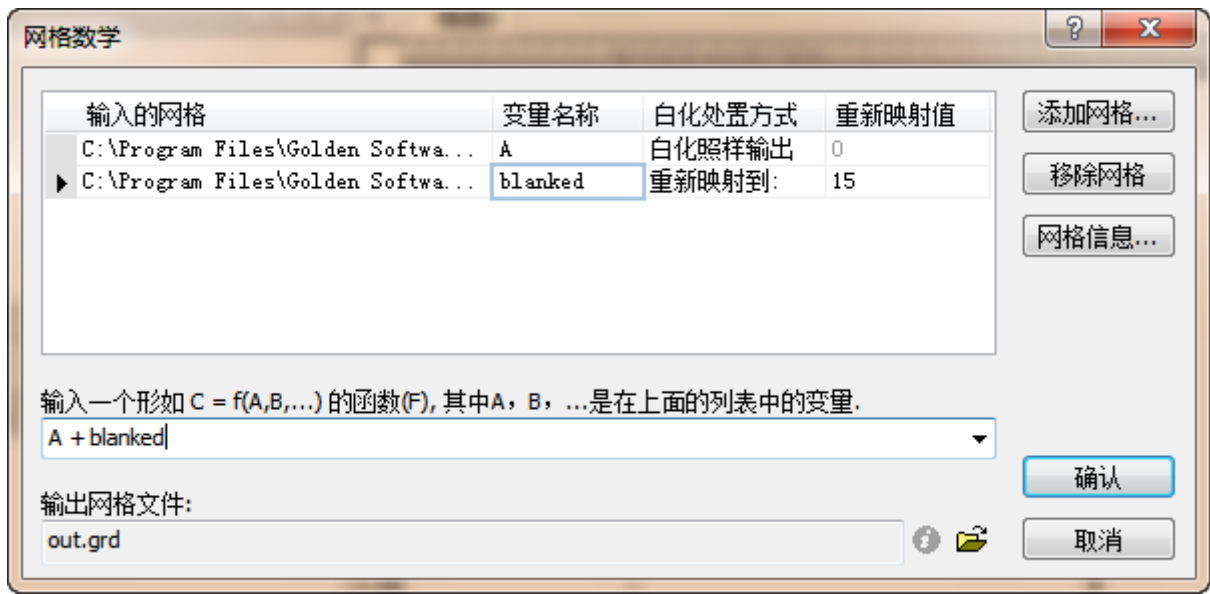 网格数学
输入的网格 变量名称 白化处置方式 重新映射值
C:\Program Files\Golden Softwa... A 白化照样输出 0
C:\Program Files\Golden Softwa... blanked 重新映射到: 15
添加网格...
移除网格
网格信息...
输入一个形如 C = f(A,B,...) 的函数(F), 其中A，B，...是在上面的列表中的变量.
A + blanked
确认
输出网格文件:
out.grd
取消